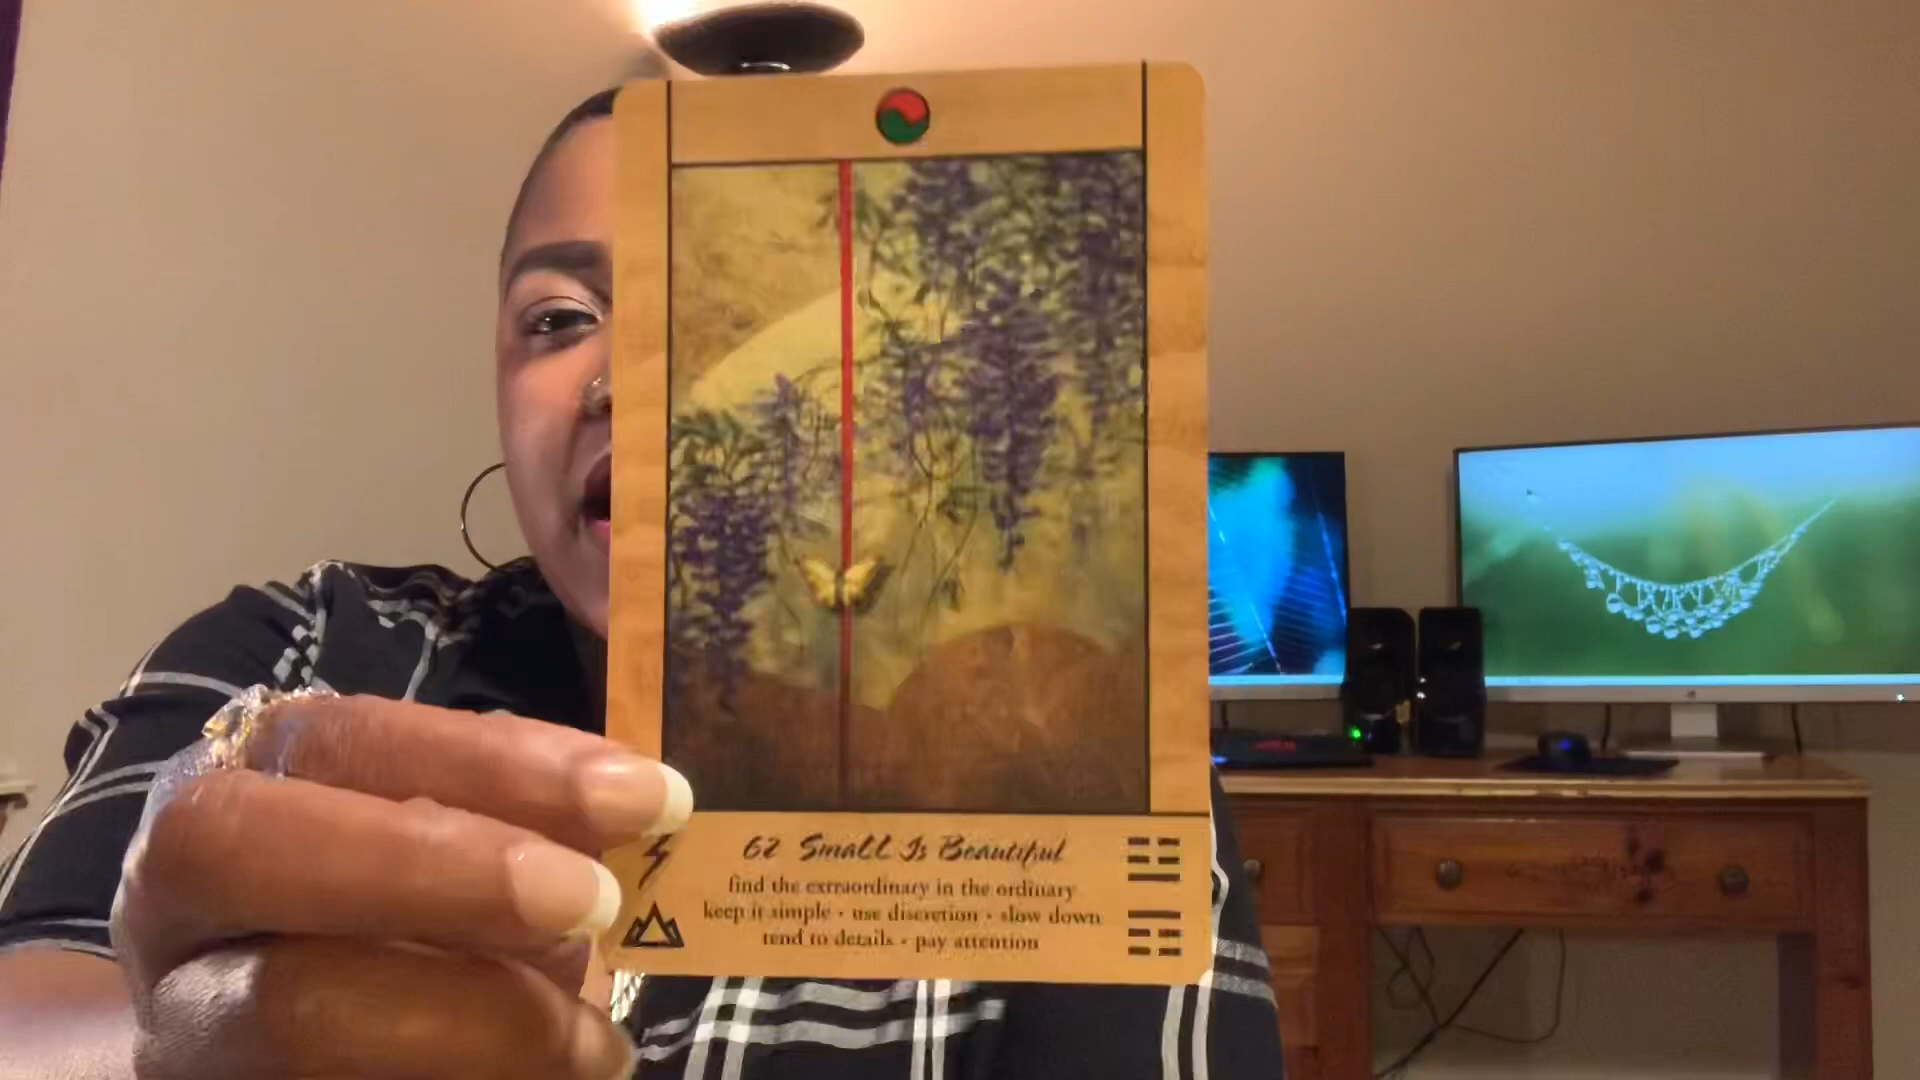 62 Small Is Beautiful
find the extraordinary in the ordinary
keep it simple • use discretion • slow down
tend to details • pay attention